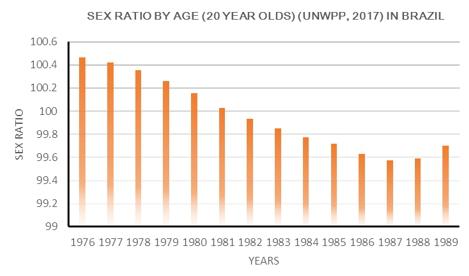 SEX RATIO BY AGE (20 YEAR OLDS) (UNWPP, 2017) IN BRAZIL
100.6
100.4
100.2
100
99.8
99.6
99.4
99.2
99
SEX RATIO
1976 1977 1978 1979 1980 1981 1982 1983 1984 1985 1986 1987 1988 1989
YEARS